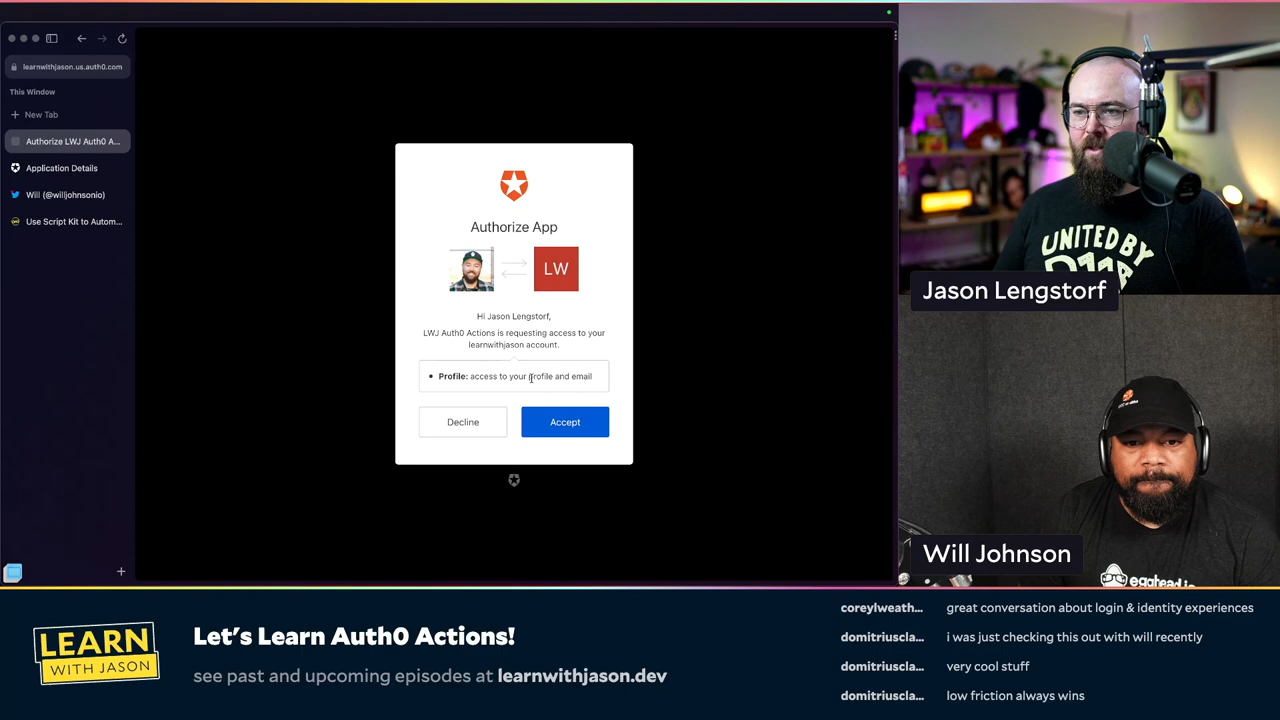 learnwithjason.us.auth0.com
This Window
New Tab
Authorize LWJ Auth0 A...
Application Details
Will (@willjohnsonio)
Use Script Kit to Autom...
Authorize App
LW
Hi Jason Lengstorf,
LWJ Auth0 Actions is requesting access to your
learnwithjason account.
Profile: access to your profile and email
Decline
Accept
UNITED BY
Jason Lengstorf
Will Johnson
egghead.io
LEARN
WITH JASON
Let's Learn Auth0 Actions!
see past and upcoming episodes at learnwithjason.dev
coreylweath... great conversation about login & identity experiences
domitriuscla... i was just checking this out with will recently
domitriuscla... very cool stuff
domitriuscla... low friction always wins